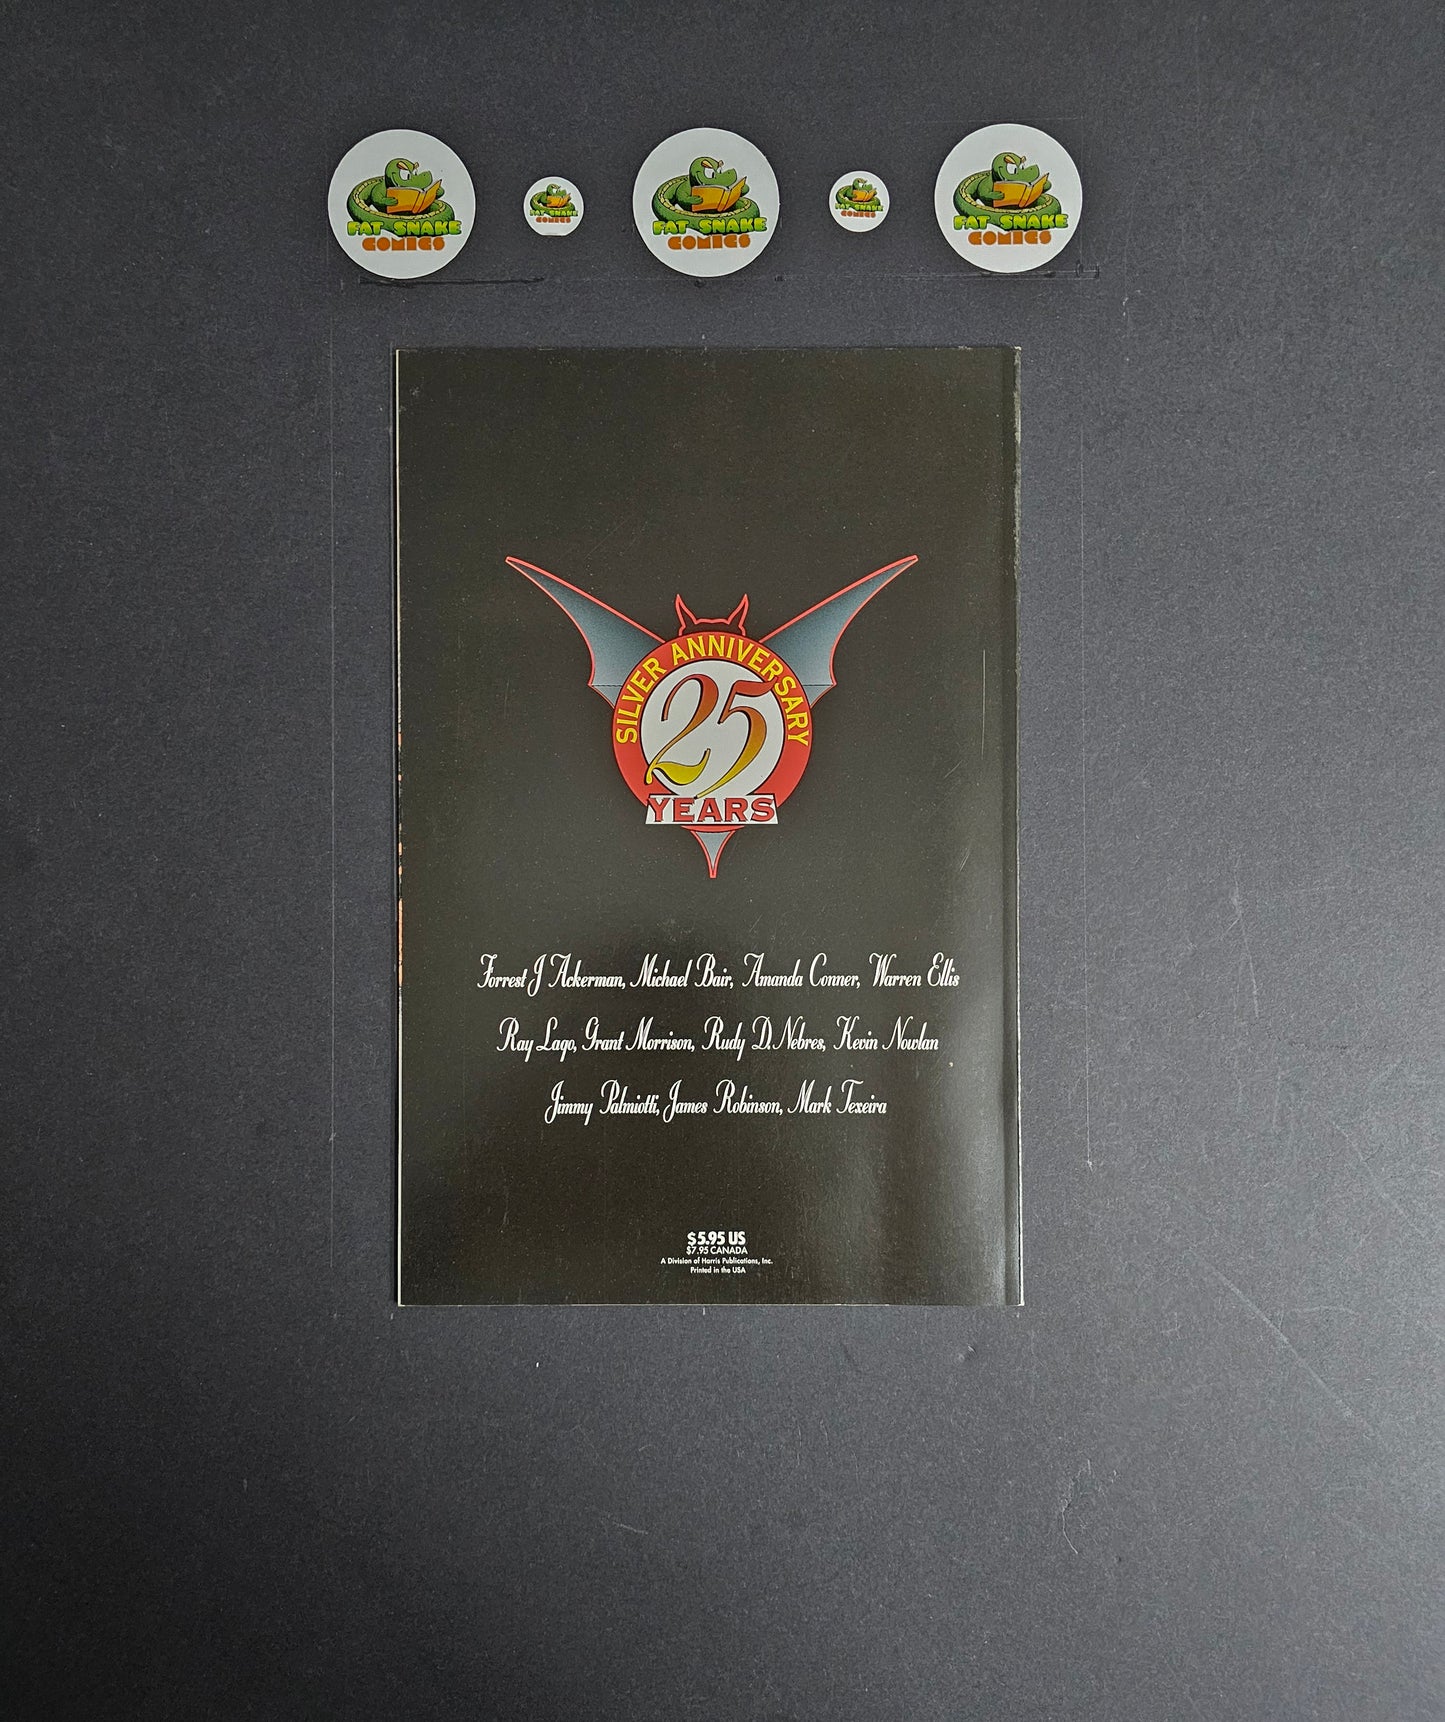 FAT SNAKE
COMICS
FAT SNAKE
COMICS
FAT SNAKE
COMICS
FAT SNAKE
COMICS
FAT SNAKE
COMICS
SILVER ANNIVERSARY
25
YEARS
Forrest J Ackerman, Michael Bair, Amanda Conner, Warren Ellis
Ray Lago, Grant Morrison, Rudy D. Nebres, Kevin Nowlan
Jimmy Palmiotti, James Robinson, Mark Texeira
$5.95 US
$7.95 CANADA
A Division of Harris Publications, Inc.
Printed in the USA